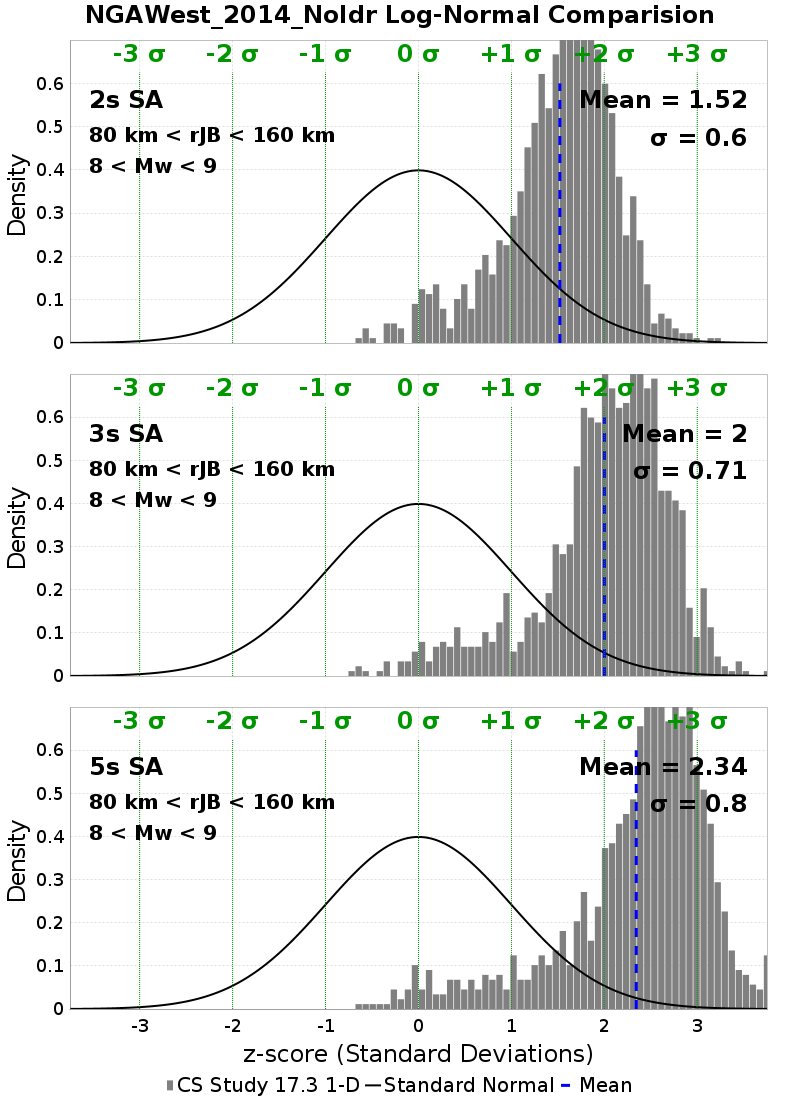 NGAWest_2014_NoIdr Log-Normal Comparision
-3 σ -2 σ -1 σ 0 σ +1 σ +2 σ +3 σ
2s SA
Mean = 1.52
80 km < rJB < 160 km
σ = 0.6
8 < Mw < 9
Density
0.6
0.5
0.4
0.3
0.2
0.1
0
-3 σ -2 σ -1 σ 0 σ +1 σ +2 σ +3 σ
3s SA
Mean = 2
80 km < rJB < 160 km
σ = 0.71
8 < Mw < 9
Density
0.6
0.5
0.4
0.3
0.2
0.1
0
-3 σ -2 σ -1 σ 0 σ +1 σ +2 σ +3 σ
5s SA
Mean = 2.34
80 km < rJB < 160 km
σ = 0.8
8 < Mw < 9
Density
0.6
0.5
0.4
0.3
0.2
0.1
0
-3 -2 -1 0 1 2 3
z-score (Standard Deviations)
CS Study 17.3 1-D Standard Normal Mean